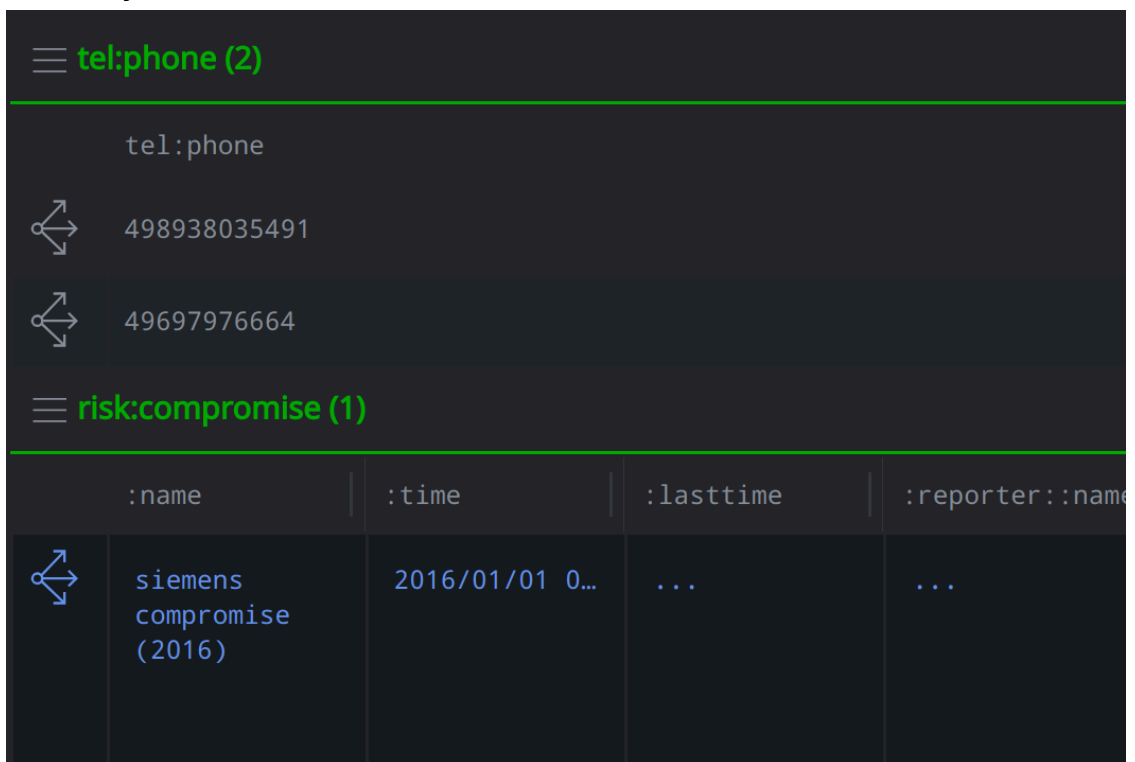 tel:phone (2)
tel:phone
498938035491
49697976664
risk:compromise (1)
:name :time :lasttime :reporter::name
siemens 2016/01/01 0… ... ...
compromise
(2016)